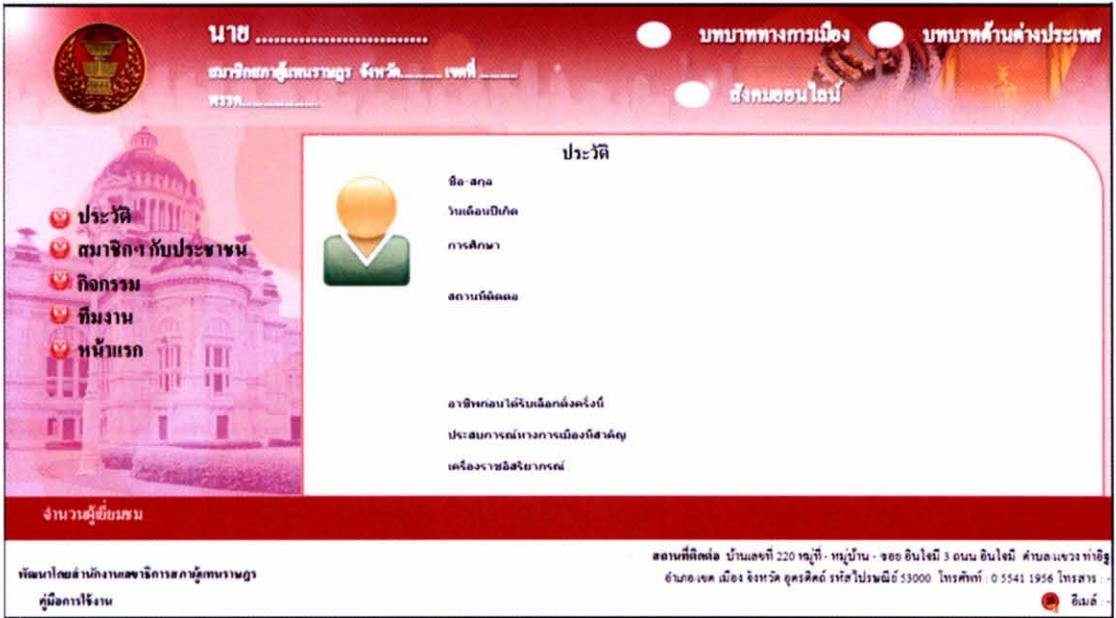 นาย ............................
บทบาททางการเมือง
บทบาทด้านต่างประเทศ
สมาชิกสภาผู้แทนราษฎร จังหวัด............ เขตที่ ...........
พรรค......................
สังคมออนไลน์
ประวัติ
ชื่อ-สกุล
วันเดือนปีเกิด
การศึกษา
สถานที่ติดต่อ
อาชีพก่อนได้รับเลือกตั้งครั้งนี้
ประสบการณ์ทางการเมืองที่สำคัญ
เครื่องราชอิสริยาภรณ์
ประวัติ
สมาชิกฯ กับประชาชน
กิจกรรม
ทีมงาน
หน้าแรก
จำนวนผู้เยี่ยมชม
สถานที่ติดต่อ บ้านเลขที่ 220 หมู่ที่ - หมู่บ้าน - ซอย อินใจมี 3 ถนน อินใจมี ตำบล/แขวง ท่าอิฐ
อำเภอ/เขต เมือง จังหวัด อุตรดิตถ์ รหัสไปรษณีย์ 53000 โทรศัพท์ : 0 5541 1956 โทรสาร : -
อีเมล์ : -
พัฒนาโดยสำนักงานเลขาธิการสภาผู้แทนราษฎร
คู่มือการใช้งาน